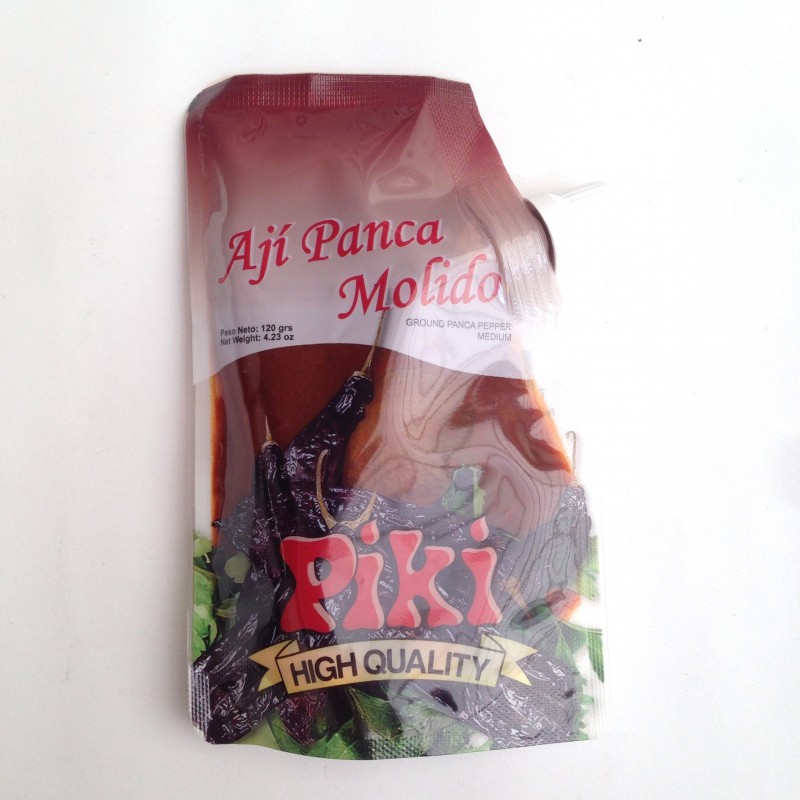 Ají Panca
Molido
Peso Neto: 120 grs
Net Weight: 4.23 oz
GROUND PANCA PEPPER
MEDIUM
Piki
HIGH QUALITY